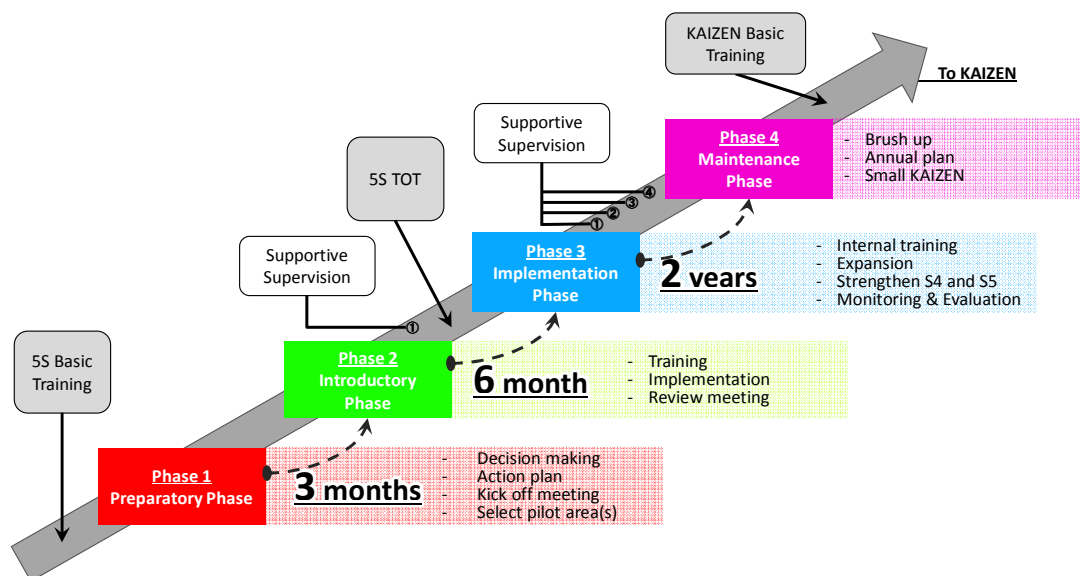 KAIZEN Basic
Training
To KAIZEN
Supportive
Supervision
Phase 4
Maintenance
Phase
- Brush up
- Annual plan
- Small KAIZEN
5S TOT
④
③
②
①
Supportive
Supervision
Phase 3
Implementation
Phase
2 years
- Internal training
- Expansion
- Strengthen S4 and S5
- Monitoring & Evaluation
①
5S Basic
Training
Phase 2
Introductory
Phase
6 month
- Training
- Implementation
- Review meeting
Phase 1
Preparatory Phase
3 months
- Decision making
- Action plan
- Kick off meeting
- Select pilot area(s)